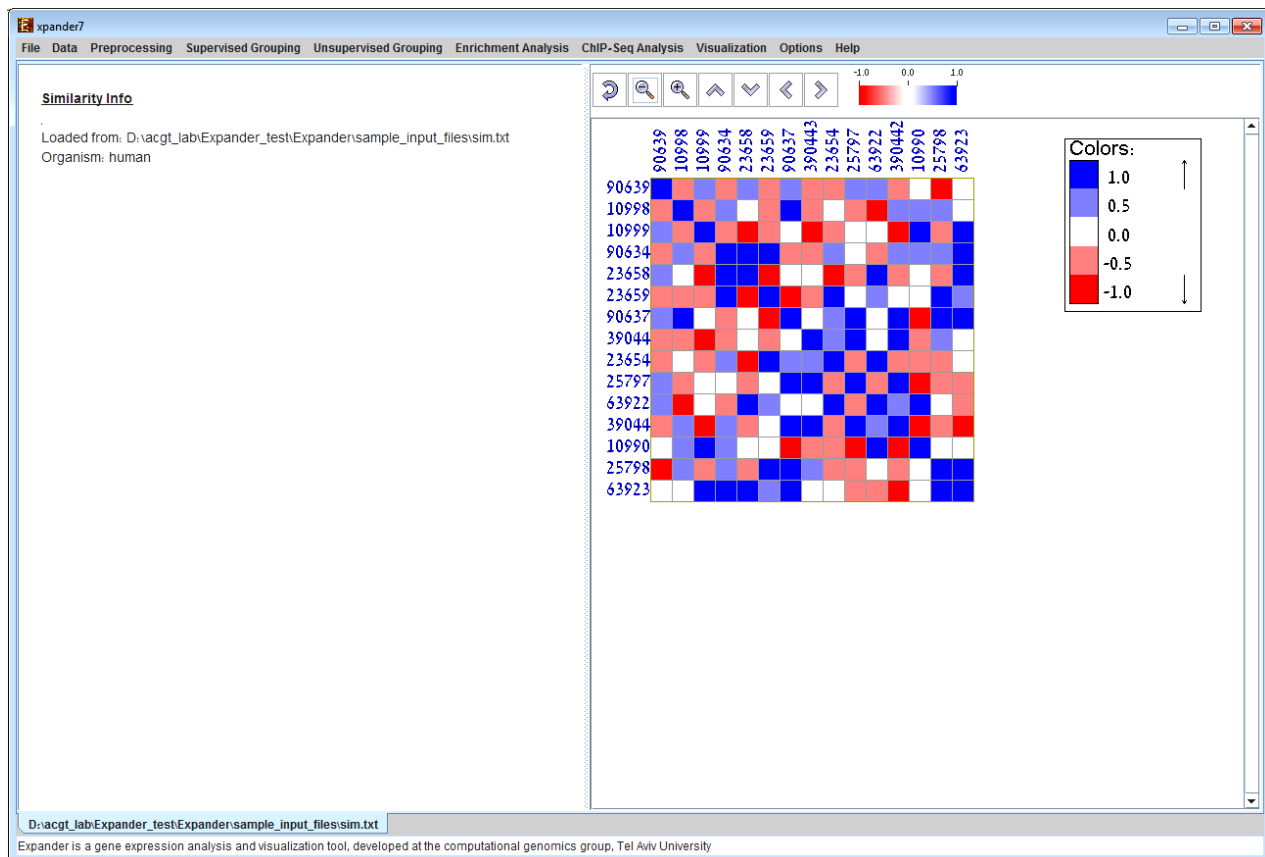 xpander7
File Data Preprocessing Supervised Grouping Unsupervised Grouping Enrichment Analysis ChIP-Seq Analysis Visualization Options Help
Similarity Info
Loaded from: D:\acgt_lab\Expander_test\Expander\sample_input_files\sim.txt
Organism: human
-1.0 0.0 1.0
90639 10998 10999 90634 23658 23659 90637 390443 23654 25797 63922 390442 10990 25798 63923
90639
10998
10999
90634
23658
23659
90637
39044
23654
25797
63922
39044
10990
25798
63923
Colors:
1.0
0.5
0.0
-0.5
-1.0
D:\acgt_lab\Expander_test\Expander\sample_input_files\sim.txt
Expander is a gene expression analysis and visualization tool, developed at the computational genomics group, Tel Aviv University